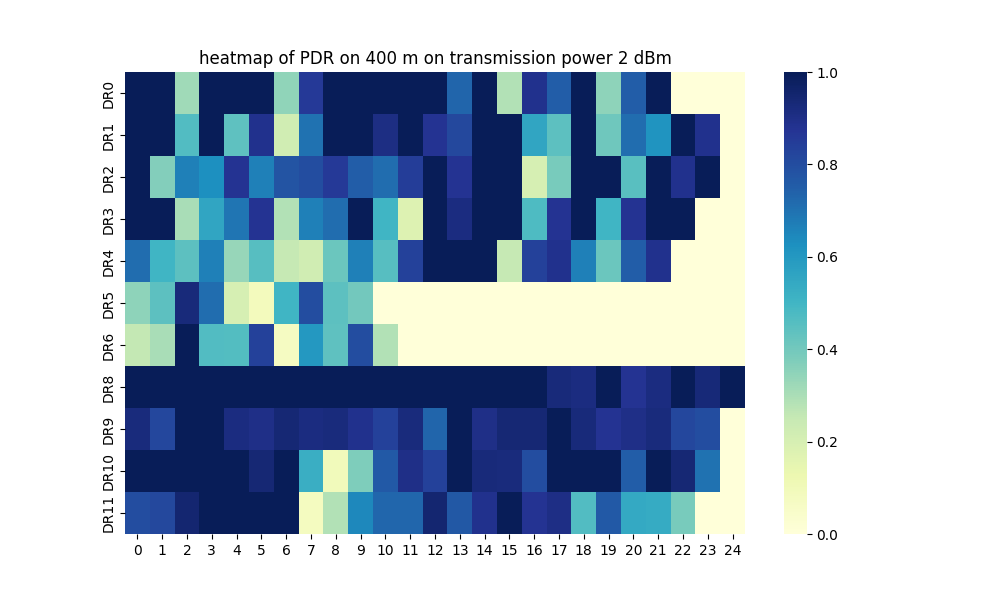 heatmap of PDR on 400 m on transmission power 2 dBm
DR0
DR1
DR2
DR3
DR4
DR5
DR6
DR8
DR9
DR10
DR11
0 1 2 3 4 5 6 7 8 9 10 11 12 13 14 15 16 17 18 19 20 21 22 23 24
1.0
0.8
0.6
0.4
0.2
0.0